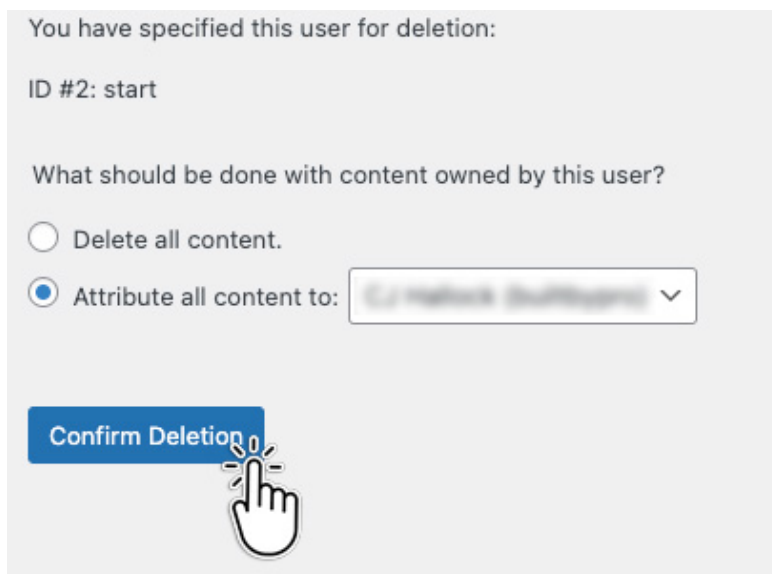 You have specified this user for deletion:
ID #2: start
What should be done with content owned by this user?
Delete all content.
Attribute all content to:
Confirm Deletion